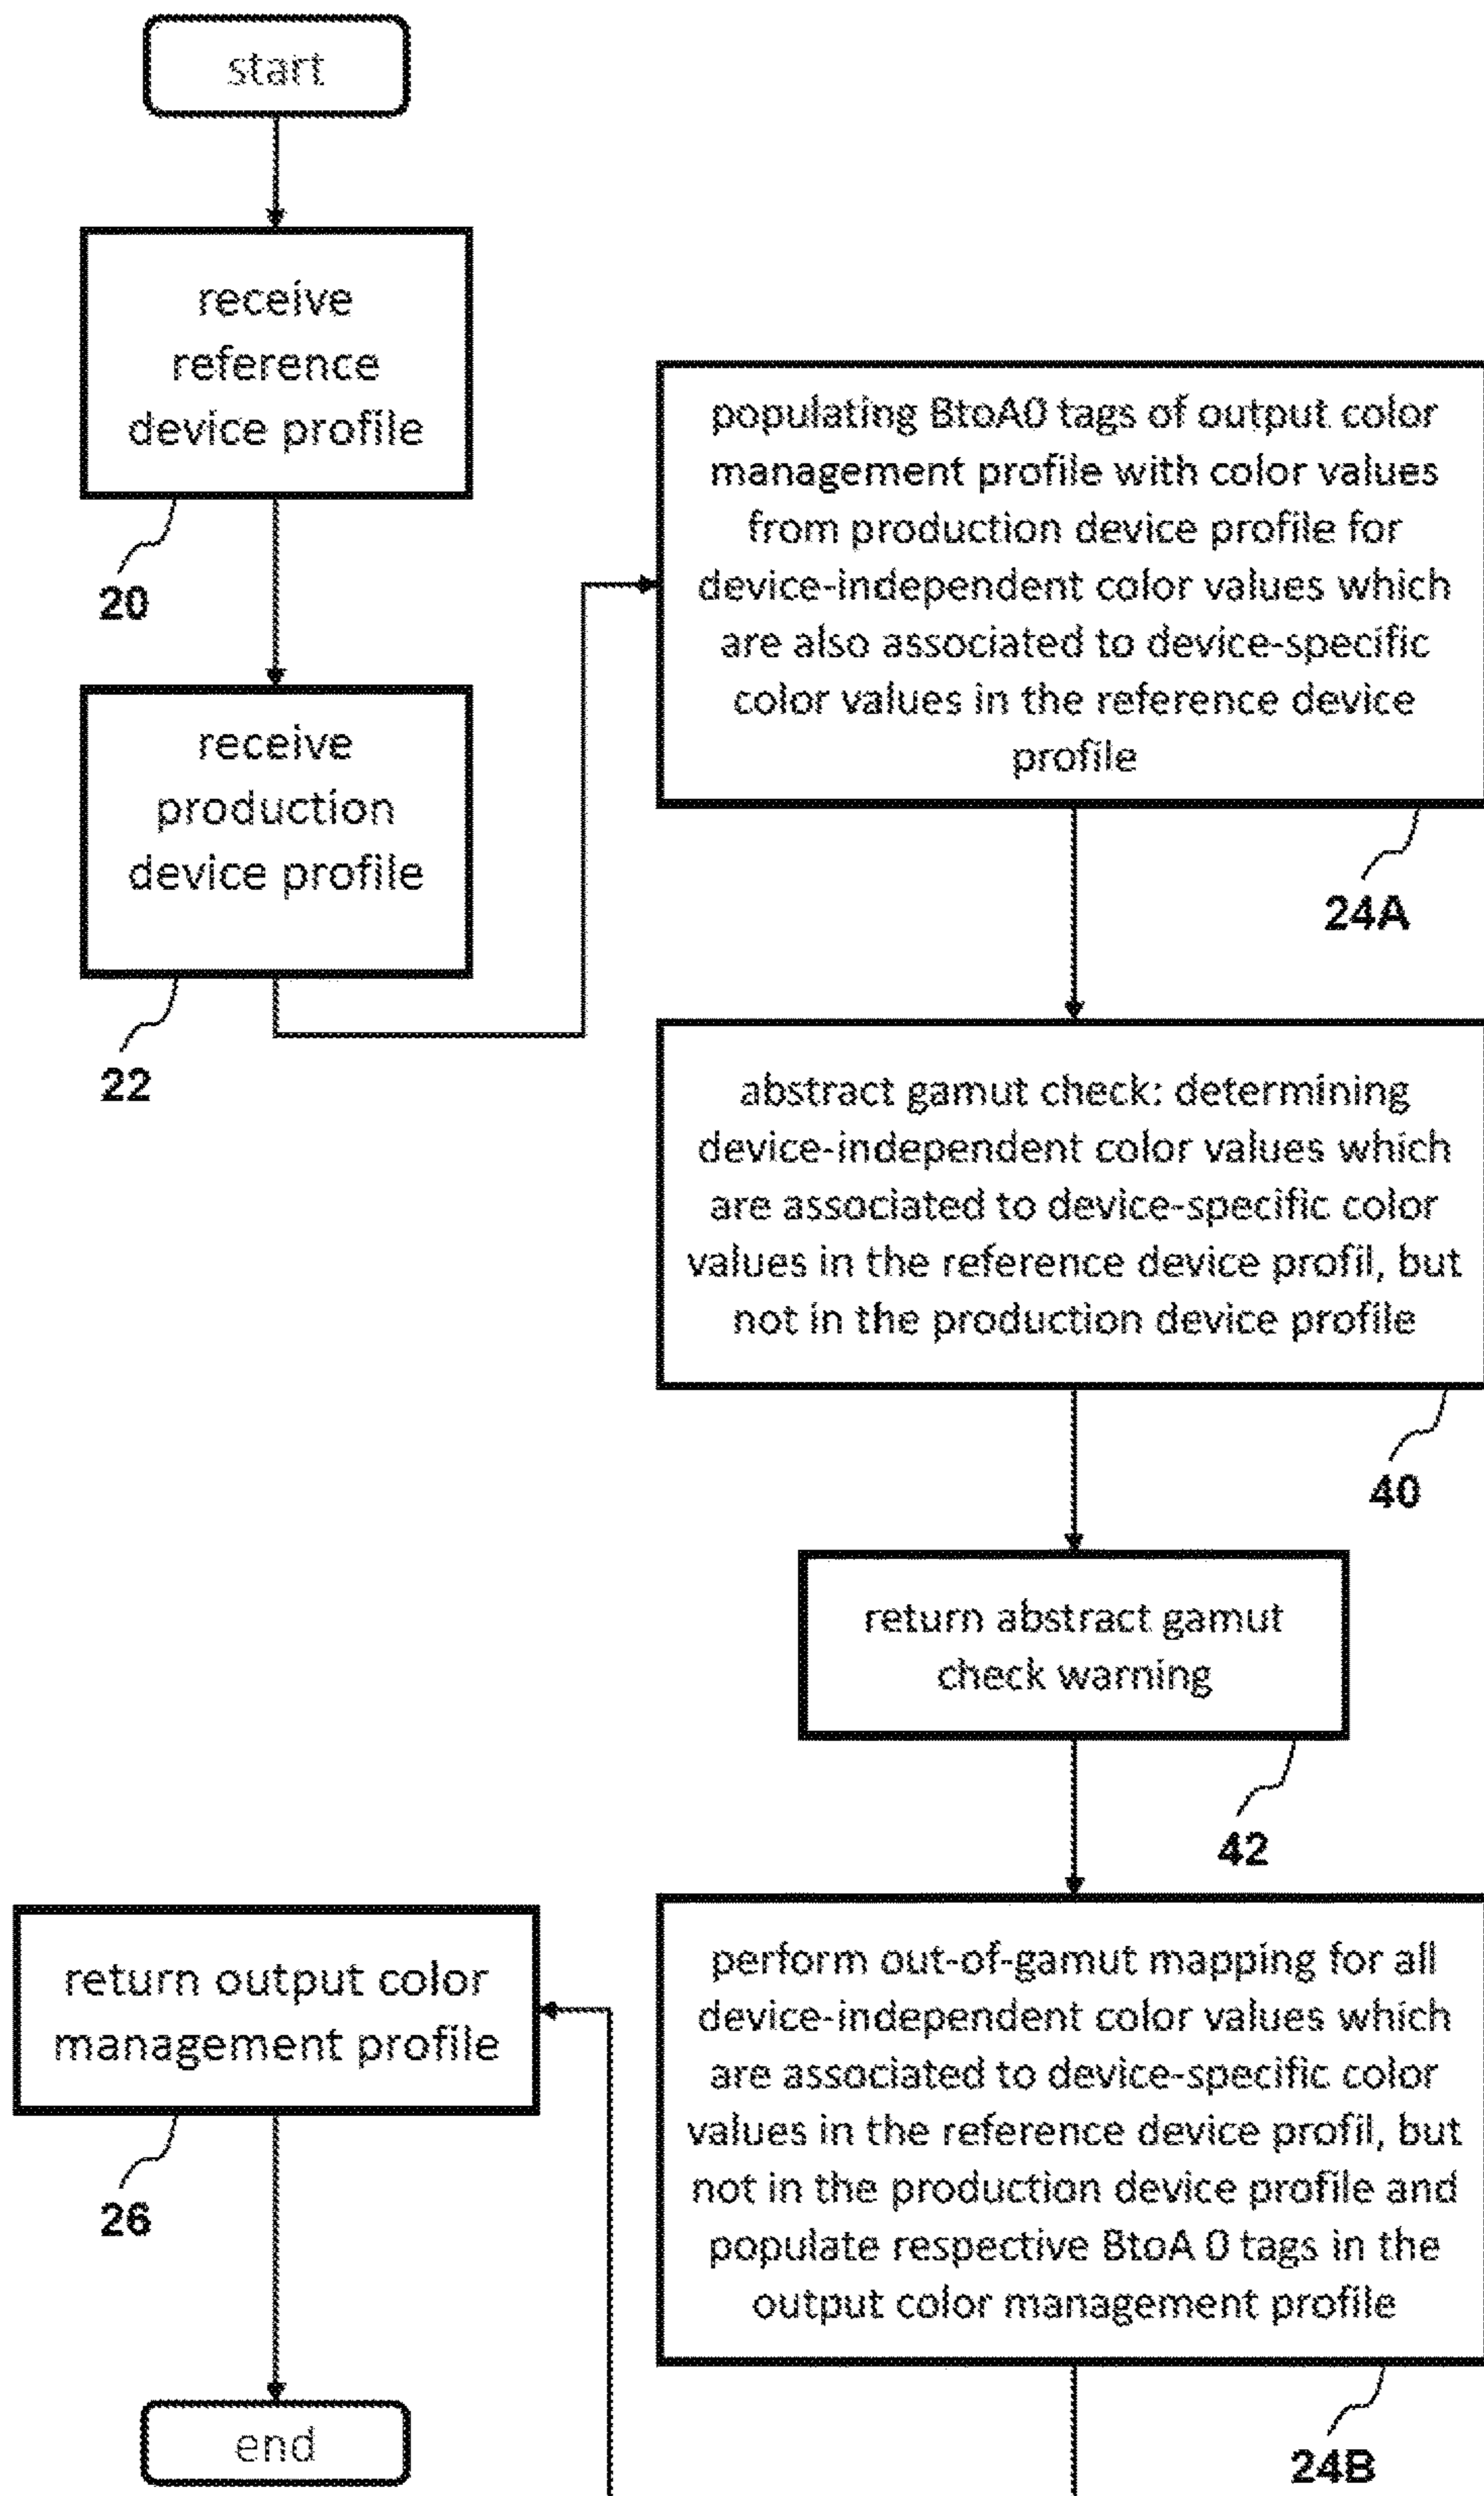 start
receive
reference
device profile
20
receive
production
device profile
22
populating BtoA0 tags of output color
management profile with color values
from production device profile for
device-independent color values which
are also associated to device-specific
color values in the reference device
profile
24A
abstract gamut check: determining
device-independent color values which
are associated to device-specific color
values in the reference device profil, but
not in the production device profile
40
return abstract gamut
check warning
42
perform out-of-gamut mapping for all
device-independent color values which
are associated to device-specific color
values in the reference device profil, but
not in the production device profile and
populate respective BtoA 0 tags in the
output color management profile
24B
return output color
management profile
26
end